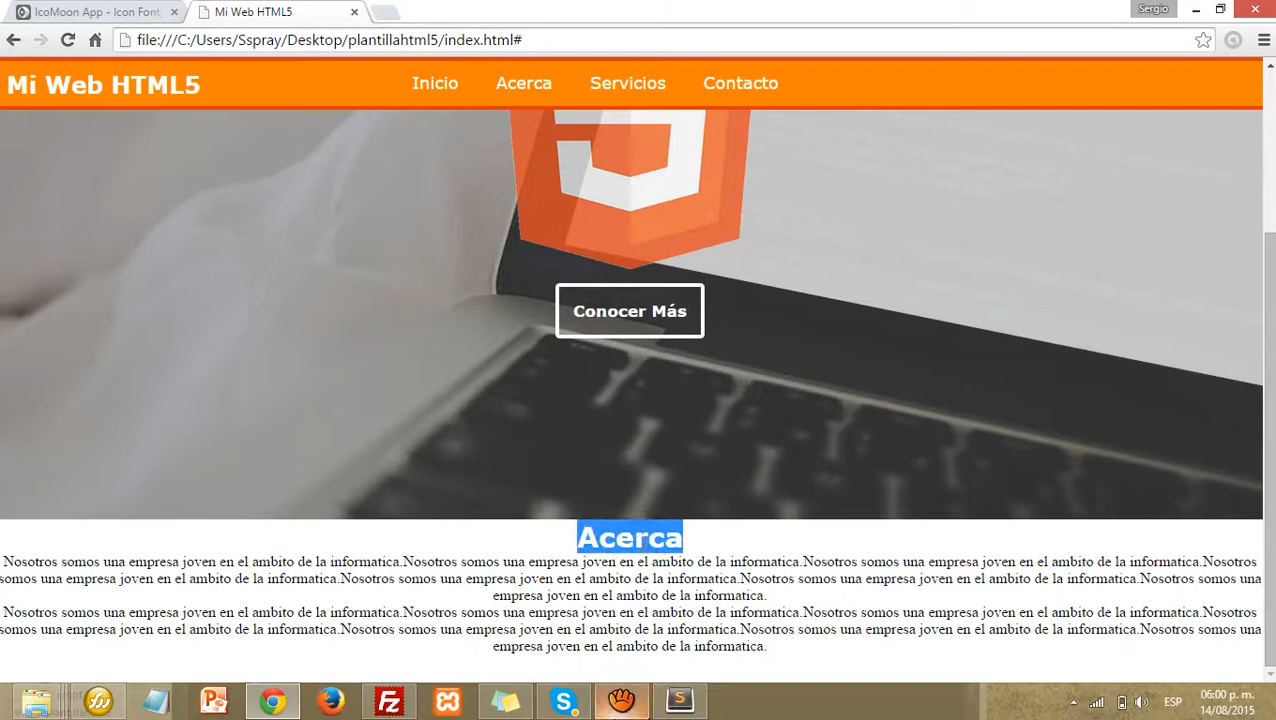 IcoMoon App - Icon Font,
Mi Web HTML5
Sergio
file:///C:/Users/Sspray/Desktop/plantillahtml5/index.html#
Mi Web HTML5
Inicio
Acerca
Servicios
Contacto
Conocer Más
Acerca
Nosotros somos una empresa joven en el ambito de la informatica.Nosotros somos una empresa joven en el ambito de la informatica.Nosotros somos una empresa joven en el ambito de la informatica.Nosotros
somos una empresa joven en el ambito de la informatica.Nosotros somos una empresa joven en el ambito de la informatica.Nosotros somos una empresa joven en el ambito de la informatica.Nosotros somos una
empresa joven en el ambito de la informatica.
Nosotros somos una empresa joven en el ambito de la informatica.Nosotros somos una empresa joven en el ambito de la informatica.Nosotros somos una empresa joven en el ambito de la informatica.Nosotros
somos una empresa joven en el ambito de la informatica.Nosotros somos una empresa joven en el ambito de la informatica.Nosotros somos una empresa joven en el ambito de la informatica.Nosotros somos una
empresa joven en el ambito de la informatica.
ESP
06:00 p. m.
14/08/2015